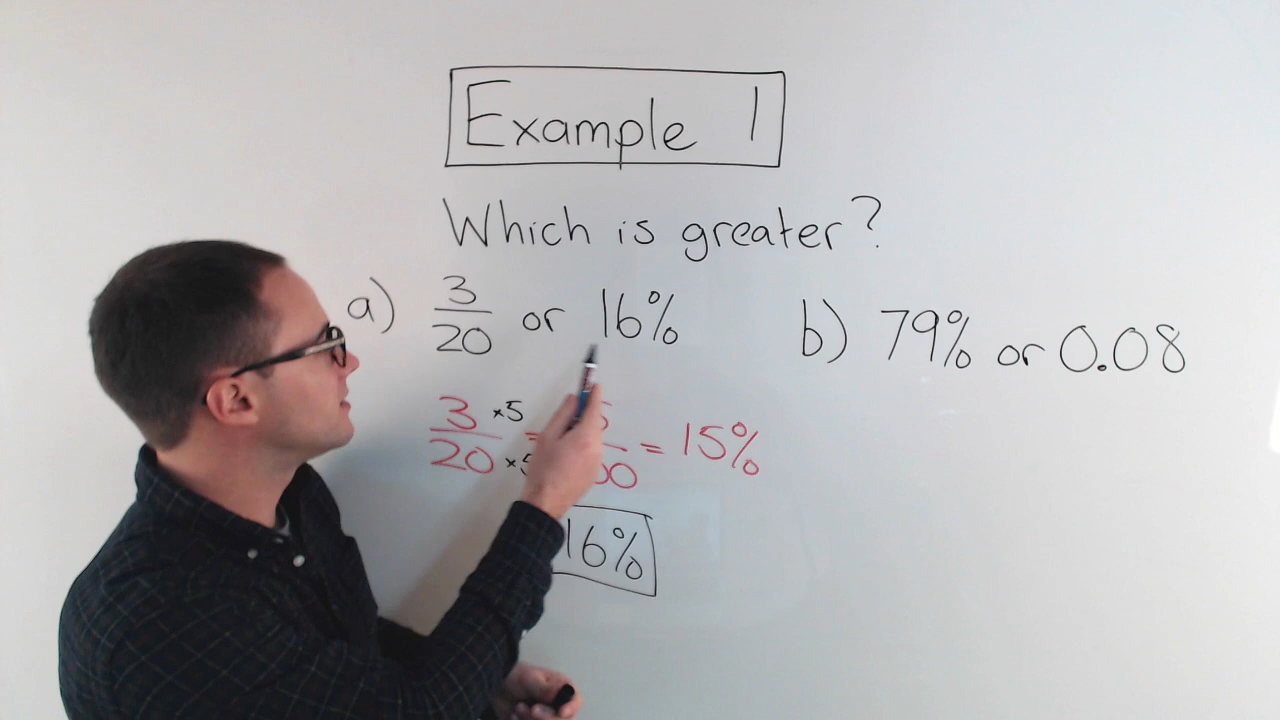 Example 1
Which is greater?
a) 3/20 or 16%
b) 79% or 0.08
3/20 ×5/×5 = = 15%
16%